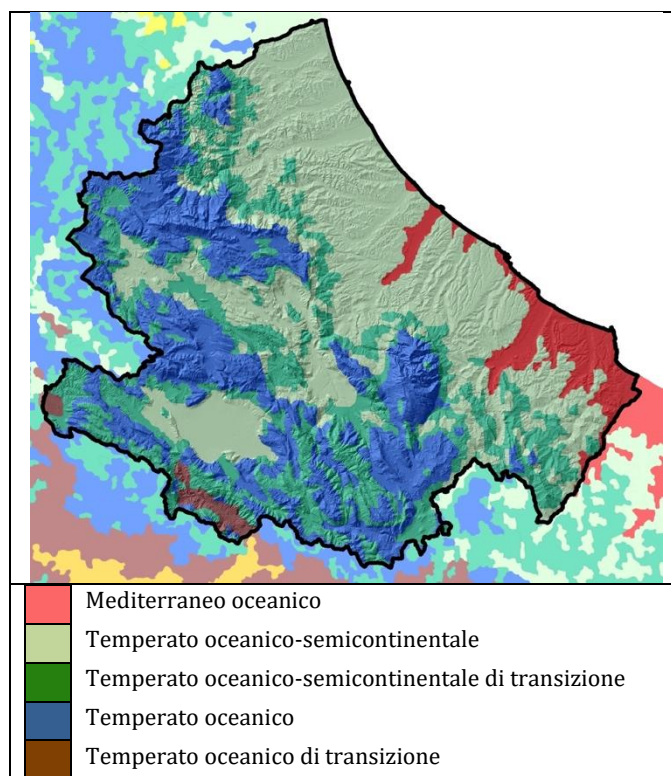 Mediterraneo oceanico
Temperato oceanico-semicontinentale
Temperato oceanico-semicontinentale di transizione
Temperato oceanico
Temperato oceanico di transizione